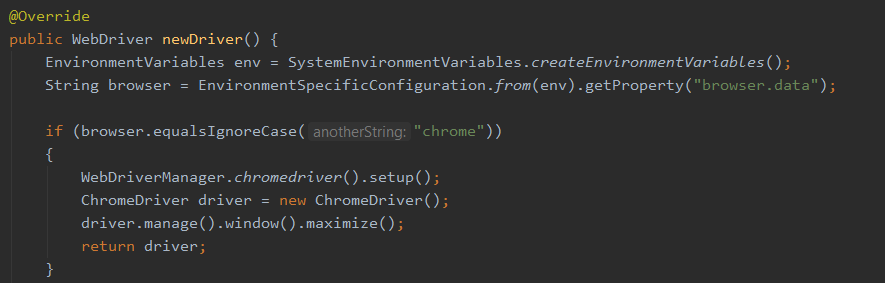 @Override
public WebDriver newDriver() {
EnvironmentVariables env = SystemEnvironmentVariables.createEnvironmentVariables();
String browser = EnvironmentSpecificConfiguration.from(env).getProperty("browser.data");
if (browser.equalsIgnoreCase( anotherString: "chrome"))
{
WebDriverManager.chromedriver().setup();
ChromeDriver driver = new ChromeDriver();
driver.manage().window().maximize();
return driver;
}